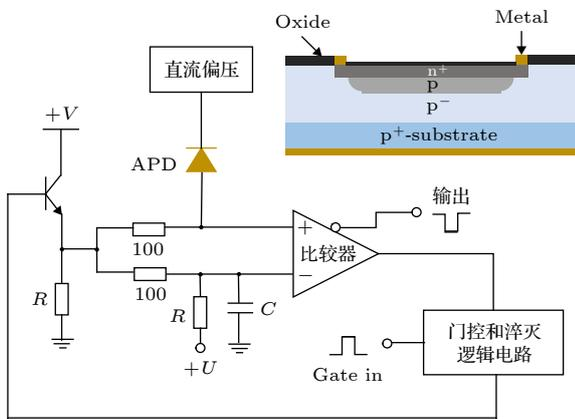 Oxide
Metal
n⁺
p
p⁻
p⁺-substrate
直流偏压
+V
APD
100
100
R
R
C
+U
+
比较器
−
输出
门控和淬灭
逻辑电路
Gate in